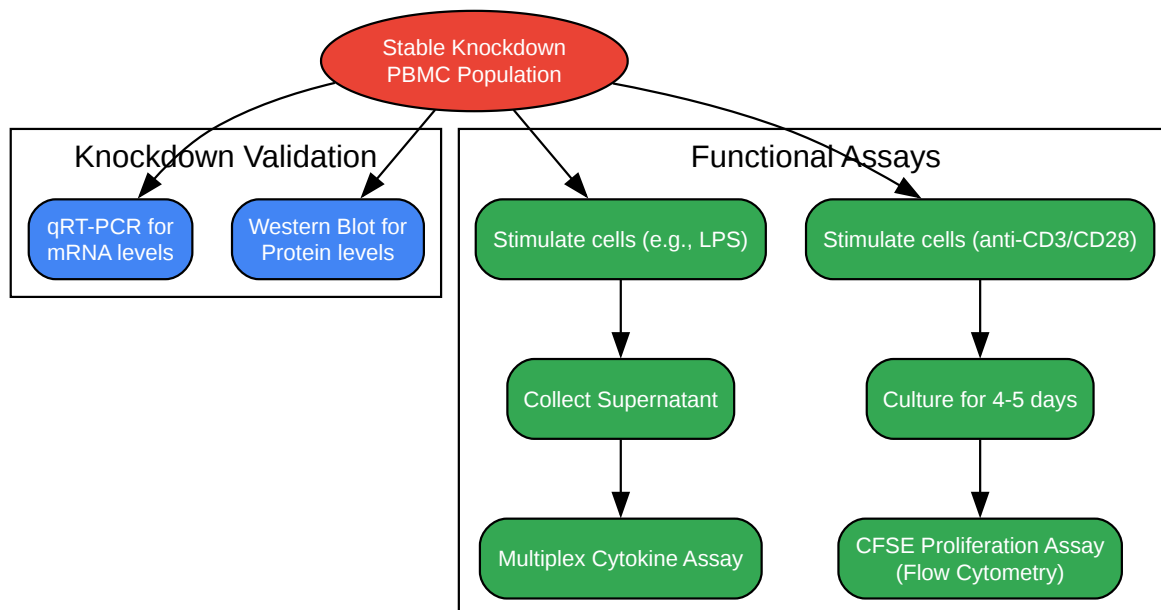 Stable Knockdown
PBMC Population
Knockdown Validation
Functional Assays
qRT-PCR for
mRNA levels
Western Blot for
Protein levels
Stimulate cells (e.g., LPS)
Stimulate cells (anti-CD3/CD28)
Collect Supernatant
Culture for 4-5 days
Multiplex Cytokine Assay
CFSE Proliferation Assay
(Flow Cytometry)